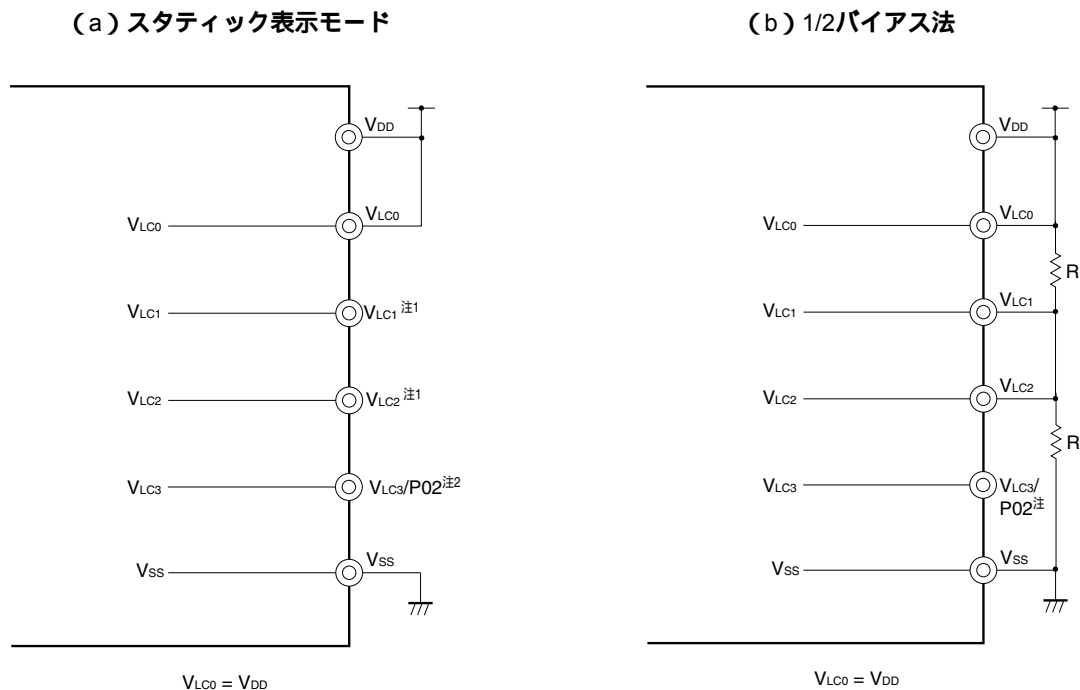 （a）スタティック表示モード
VDD
VLC0
VLC0
VLC1
VLC1 注1
VLC2
VLC2 注1
VLC3
VLC3/P02注2
VSS
VSS
VLC0 = VDD
（b）1/2バイアス法
VDD
VLC0
VLC0
R
VLC1
VLC1
VLC2
VLC2
R
VLC3
VLC3/
P02注
VSS
VSS
VLC0 = VDD